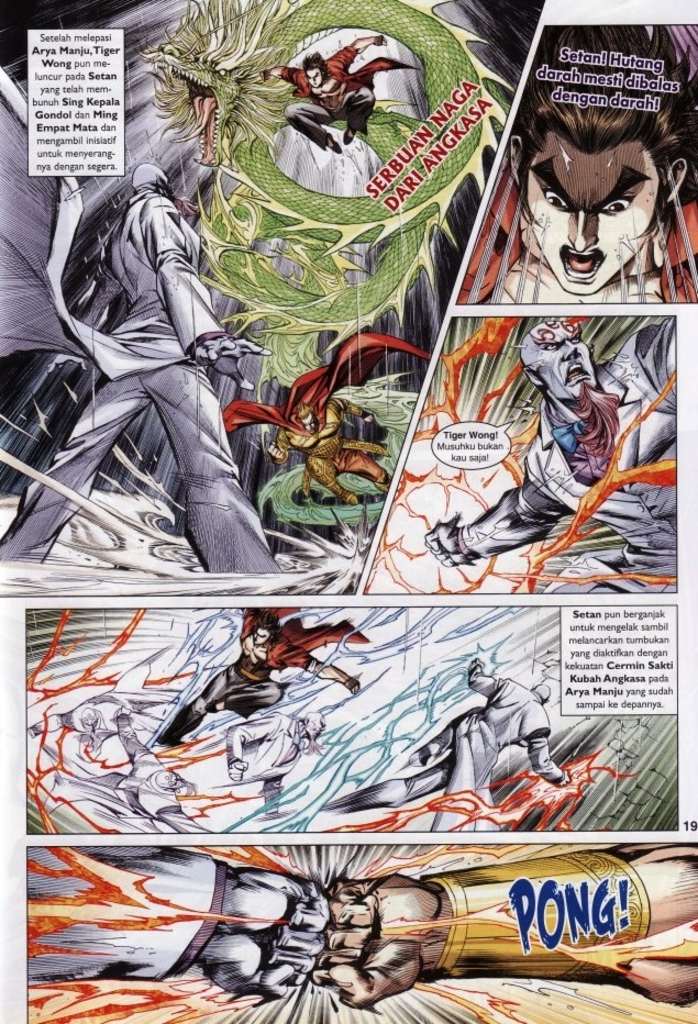 Setelah melepasi
Arya Manju, Tiger
Wong pun me-
luncur pada Setan
yang telah mem-
bunuh Sing Kepala
Gondol dan Ming
Empat Mata dan
mengambil inisiatif
untuk menyerang-
nya dengan segera.
SERBUAN NAGA
DARI ANGKASA
Setan! Hutang
darah mesti dibalas
dengan darah!
Tiger Wong!
Musuhku bukan
kau saja!
Setan pun berganjak
untuk mengelak sambil
melancarkan tumbukan
yang diaktifkan dengan
kekuatan Cermin Sakti
Kubah Angkasa pada
Arya Manju yang sudah
sampai ke depannya.
19
PONG!